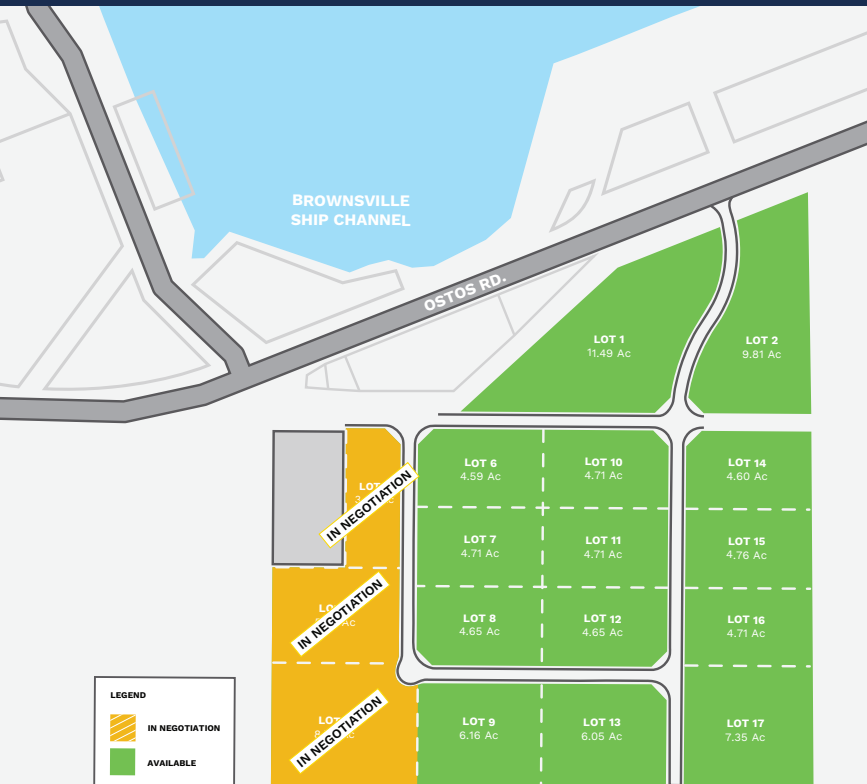 BROWNSVILLE
SHIP CHANNEL
OSTOS RD.
LOT 1
11.49 Ac
LOT 2
9.81 Ac
LOT 6
4.59 Ac
LOT 10
4.71 Ac
LOT 14
4.60 Ac
IN NEGOTIATION
LOT 7
4.71 Ac
LOT 11
4.71 Ac
LOT 15
4.76 Ac
IN NEGOTIATION
LOT 8
4.65 Ac
LOT 12
4.65 Ac
LOT 16
4.71 Ac
IN NEGOTIATION
LOT 9
6.16 Ac
LOT 13
6.05 Ac
LOT 17
7.35 Ac
LEGEND
IN NEGOTIATION
AVAILABLE